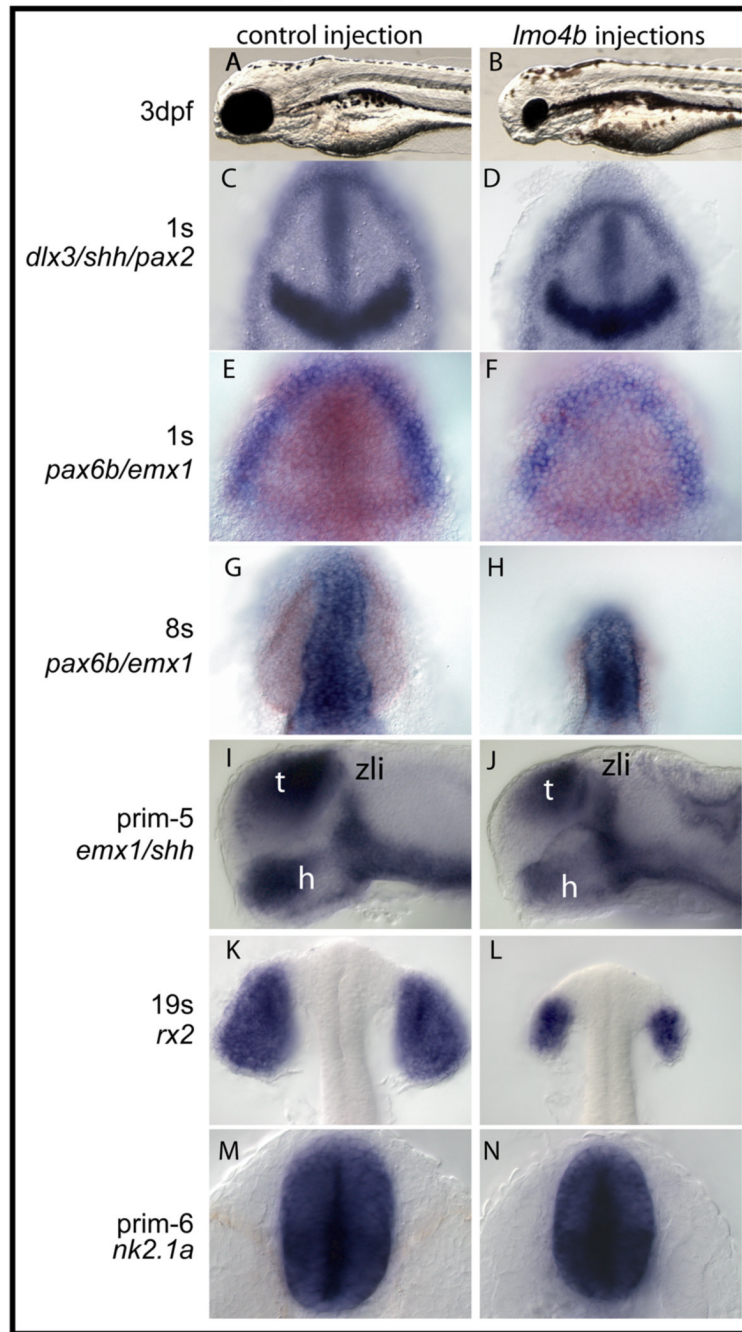 control injection lmo4b injections
A B
3dpf
C D
1s
dlx3/shh/pax2
E F
1s
pax6b/emx1
G H
8s
pax6b/emx1
I zli J zli
t t
prim-5
emx1/shh
h h
K L
19s
rx2
M N
prim-6
nk2.1a